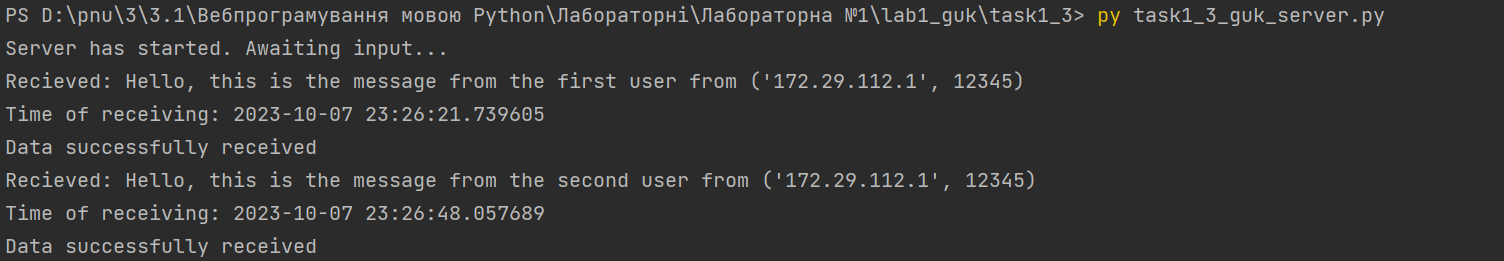 PS D:\pnu\3\3.1\Вебпрограмування мовою Python\Лабораторні\Лабораторна №1\lab1_guk\task1_3> py task1_3_guk_server.py
Server has started. Awaiting input...
Recieved: Hello, this is the message from the first user from ('172.29.112.1', 12345)
Time of receiving: 2023-10-07 23:26:21.739605
Data successfully received
Recieved: Hello, this is the message from the second user from ('172.29.112.1', 12345)
Time of receiving: 2023-10-07 23:26:48.057689
Data successfully received